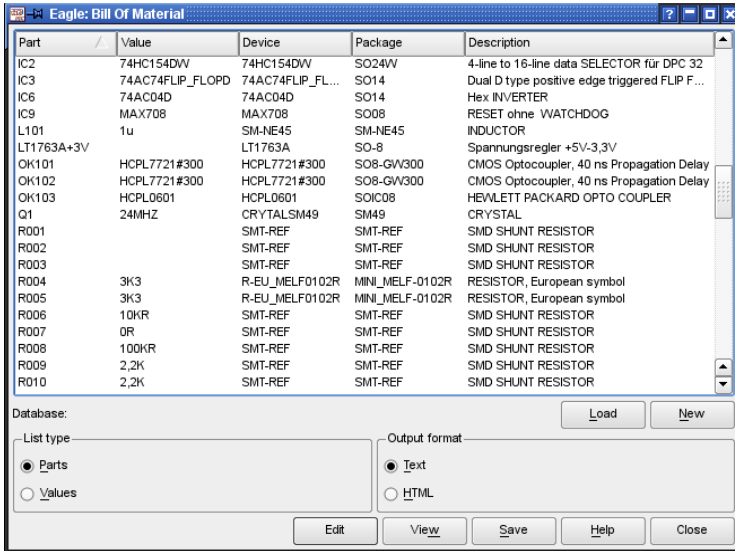 Eagle: Bill Of Material
Part Value Device Package Description
IC2 74HC154DW 74HC154DW SO24W 4-line to 16-line data SELECTOR für DPC 32
IC3 74AC74FLIP_FLOPD 74AC74FLIP_FL... SO14 Dual D type positive edge triggered FLIP F...
IC6 74AC04D 74AC04D SO14 Hex INVERTER
IC9 MAX708 MAX708 SO08 RESET ohne WATCHDOG
L101 1u SM-NE45 SM-NE45 INDUCTOR
LT1763A+3V LT1763A SO-8 Spannungsregler +5V-3,3V
OK101 HCPL7721#300 HCPL7721#300 SO8-GW300 CMOS Optocoupler, 40 ns Propagation Delay
OK102 HCPL7721#300 HCPL7721#300 SO8-GW300 CMOS Optocoupler, 40 ns Propagation Delay
OK103 HCPL0601 HCPL0601 SOIC08 HEWLETT PACKARD OPTO COUPLER
Q1 24MHZ CRYTALSM49 SM49 CRYSTAL
R001 SMT-REF SMT-REF SMD SHUNT RESISTOR
R002 SMT-REF SMT-REF SMD SHUNT RESISTOR
R003 SMT-REF SMT-REF SMD SHUNT RESISTOR
R004 3K3 R-EU_MELF0102R MINI_MELF-0102R RESISTOR, European symbol
R005 3K3 R-EU_MELF0102R MINI_MELF-0102R RESISTOR, European symbol
R006 10KR SMT-REF SMT-REF SMD SHUNT RESISTOR
R007 0R SMT-REF SMT-REF SMD SHUNT RESISTOR
R008 100KR SMT-REF SMT-REF SMD SHUNT RESISTOR
R009 2,2K SMT-REF SMT-REF SMD SHUNT RESISTOR
R010 2,2K SMT-REF SMT-REF SMD SHUNT RESISTOR
Database: Load New
List type Output format
Parts Text
Values HTML
Edit View Save Help Close